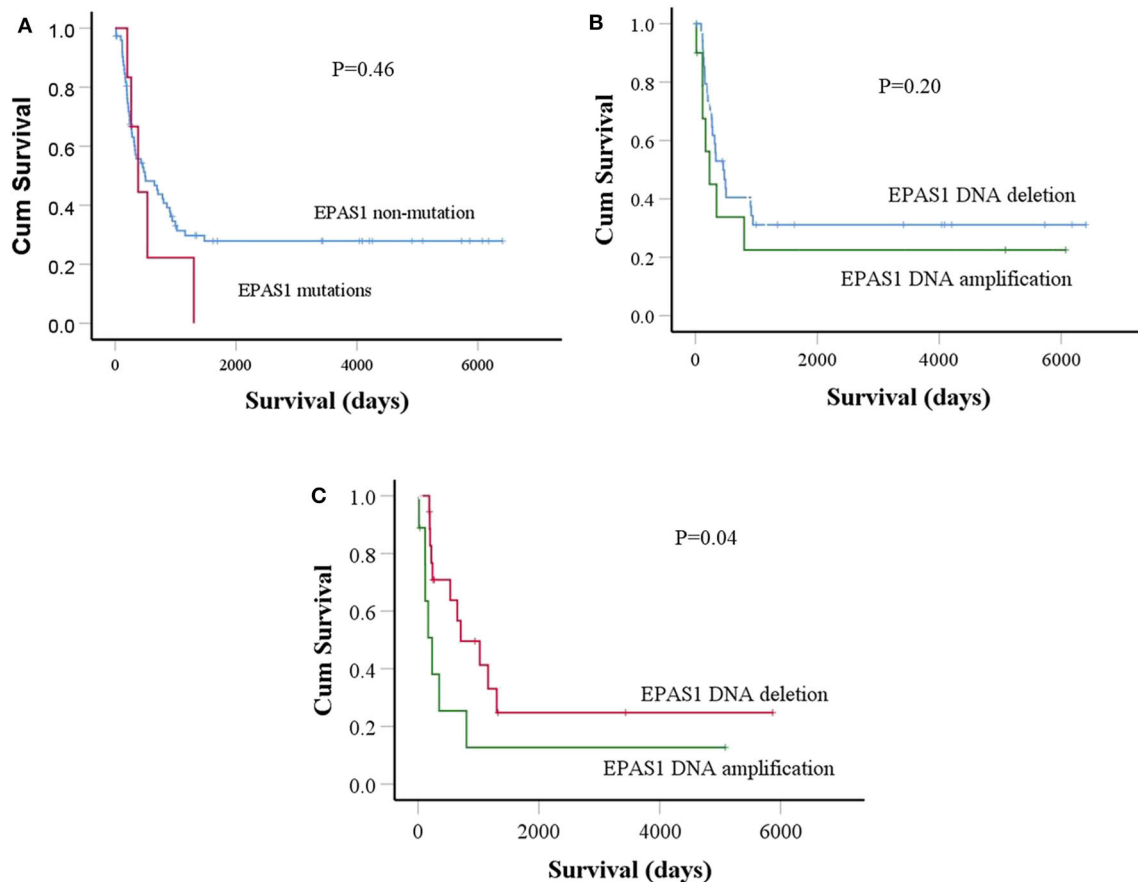 A
P=0.46
Cum Survival
1.0
0.8
0.6
0.4
0.2
0.0
EPAS1 non-mutation
EPAS1 mutations
0 2000 4000 6000
Survival (days)
B
P=0.20
Cum Survival
1.0
0.8
0.6
0.4
0.2
0.0
EPAS1 DNA deletion
EPAS1 DNA amplification
0 2000 4000 6000
Survival (days)
C
P=0.04
Cum Survival
1.0
0.8
0.6
0.4
0.2
0.0
EPAS1 DNA deletion
EPAS1 DNA amplification
0 2000 4000 6000
Survival (days)